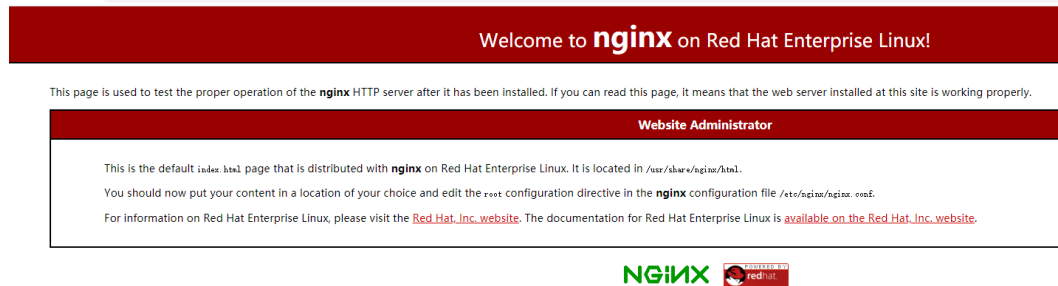 Welcome to nginx on Red Hat Enterprise Linux!
This page is used to test the proper operation of the nginx HTTP server after it has been installed. If you can read this page, it means that the web server installed at this site is working properly.
Website Administrator
This is the default index.html page that is distributed with nginx on Red Hat Enterprise Linux. It is located in /usr/share/nginx/html.
You should now put your content in a location of your choice and edit the root configuration directive in the nginx configuration file /etc/nginx/nginx.conf.
For information on Red Hat Enterprise Linux, please visit the Red Hat, Inc. website. The documentation for Red Hat Enterprise Linux is available on the Red Hat, Inc. website.
NGINX
POWERED BY
redhat